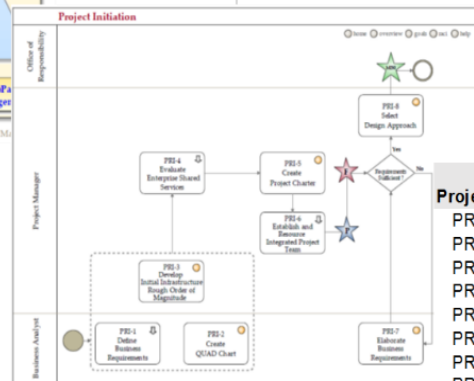 Project Initiation
home overview goals help
Office of
Responsibility
PRI-8
Select
Design Approach
Yes
Requirements
Sufficient?
No
PRI-4
Evaluate
Enterprise Shared
Services
PRI-5
Create
Project Charter
F
PRI-6
Establish and
Resource
Integrated Project
Team
P
Project Manager
PRI-3
Develop
Initial Infrastructure
Rough Order of
Magnitude
Business Analyst
PRI-1
Define
Business
Requirements
PRI-2
Create
QUAD Chart
PRI-7
Elaborate
Business
Requirements
Pa
ger
Proje
PR
PR
PR
PR
PR
PR
PR